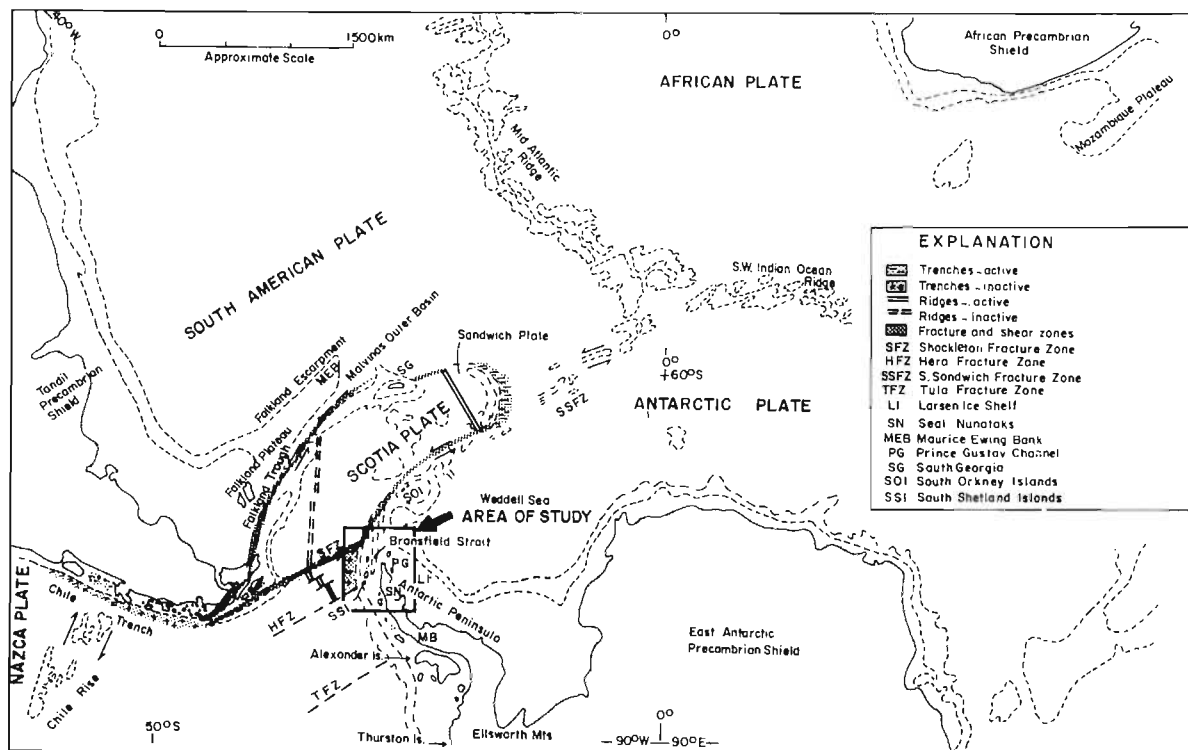 40°W
0
1500km
Approximate Scale
0°
African Precambrian
Shield
AFRICAN PLATE
Mozambique Plateau
Mid Atlantic
Ridge
SOUTH AMERICAN PLATE
S.W. Indian Ocean
Ridge
EXPLANATION
Trenches-active
Trenches-inactive
Ridges-active
Ridges-inactive
Fracture and shear zones
SFZ Shackleton Fracture Zone
HFZ Hero Fracture Zone
SSFZ S. Sandwich Fracture Zone
TFZ Tula Fracture Zone
LI Larsen Ice Shelf
SN Seal Nunataks
MEB Maurice Ewing Bank
PG Prince Gustav Channel
SG South Georgia
SOI South Orkney Islands
SSI South Shetland Islands
Tandil
Precambrian
Shield
Falkland Escarpment
MEB
Malvinas Outer Basin
SG
Sandwich Plate
0°
+60°S
SSFZ
ANTARCTIC PLATE
Falkland Plateau
Falkland Trough
SCOTIA PLATE
SOI
Weddell Sea
AREA OF STUDY
Bransfield Strait
SFZ
PG
LI
SN
Antartic Peninsula
HFZ
SSI
MB
NAZCA PLATE
Chile
Trench
Chile Rise
Alexander Is.
TFZ
East Antarctic
Precambrian Shield
50°S
Thurston Is.
Ellsworth Mts
0°
90°W
90°E